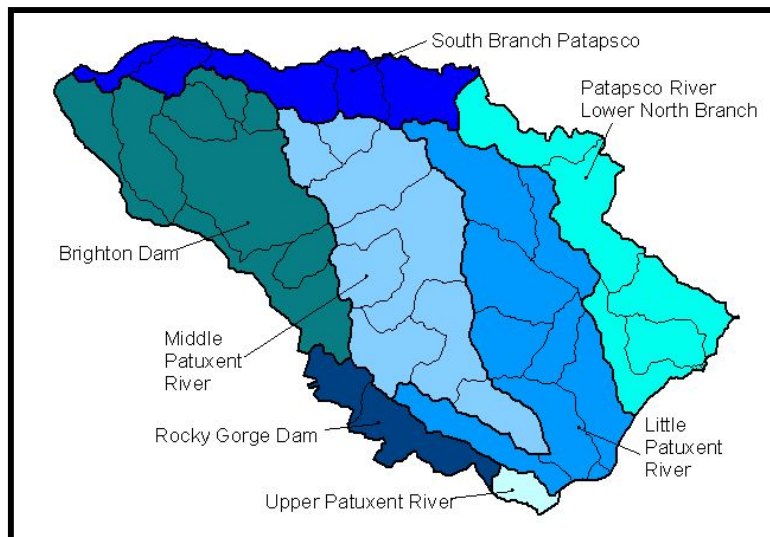 South Branch Patapsco
Patapsco River
Lower North Branch
Brighton Dam
Middle
Patuxent
River
Rocky Gorge Dam
Little
Patuxent
River
Upper Patuxent River